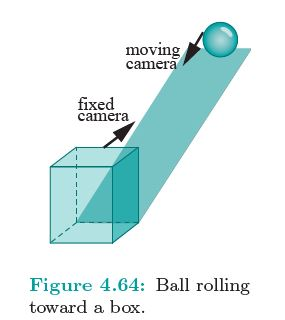 moving
camera
fixed
camera
Figure 4.64: Ball rolling
toward a box.